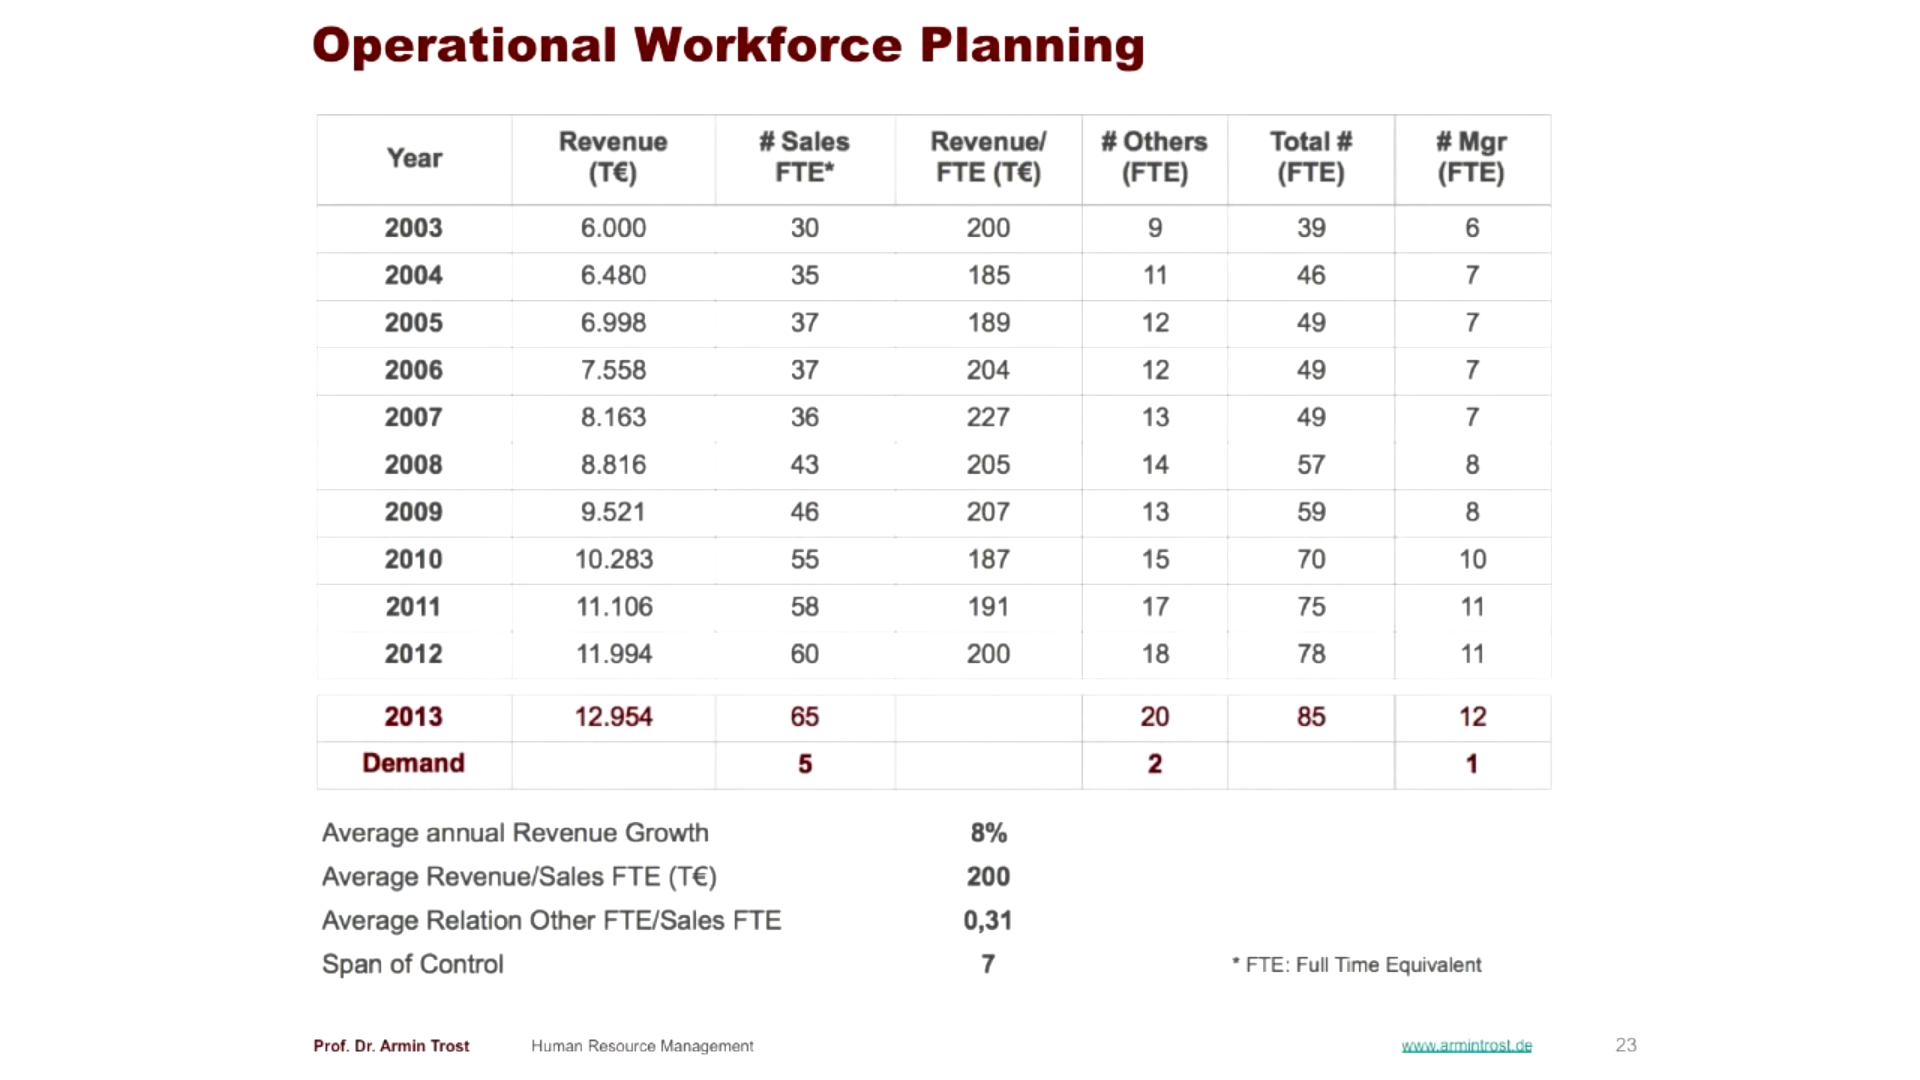 Operational Workforce Planning
Year Revenue (T€) # Sales FTE* Revenue/ FTE (T€) # Others (FTE) Total # (FTE) # Mgr (FTE)
2003 6.000 30 200 9 39 6
2004 6.480 35 185 11 46 7
2005 6.998 37 189 12 49 7
2006 7.558 37 204 12 49 7
2007 8.163 36 227 13 49 7
2008 8.816 43 205 14 57 8
2009 9.521 46 207 13 59 8
2010 10.283 55 187 15 70 10
2011 11.106 58 191 17 75 11
2012 11.994 60 200 18 78 11
2013 12.954 65 20 85 12
Demand 5 2 1
Average annual Revenue Growth 8%
Average Revenue/Sales FTE (T€) 200
Average Relation Other FTE/Sales FTE 0,31
Span of Control 7
* FTE: Full Time Equivalent
Prof. Dr. Armin Trost Human Resource Management www.armintrost.de 23